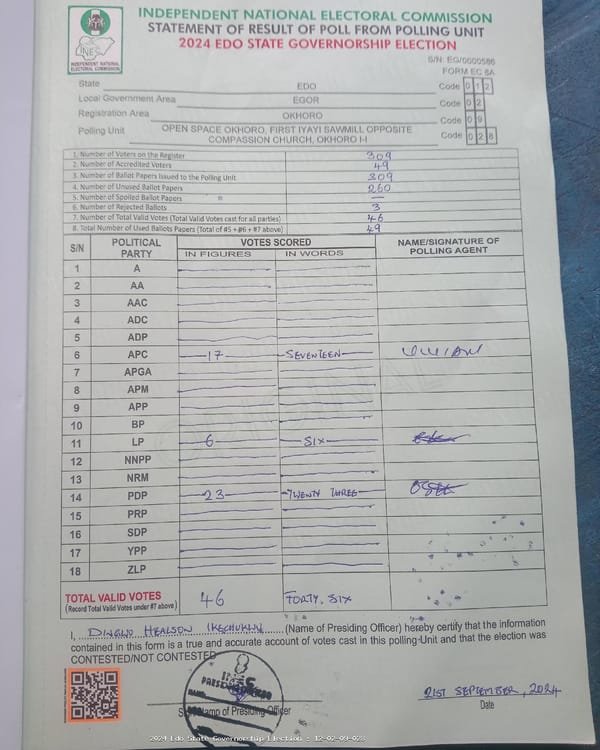 INDEPENDENT NATIONAL ELECTORAL COMMISSION
STATEMENT OF RESULT OF POLL FROM POLLING UNIT
2024 EDO STATE GOVERNORSHIP ELECTION
INEC
INDEPENDENT NATIONAL
ELECTORAL COMMISSION
S/N: EG/0000586
FORM EC 8A
State EDO Code 0 1 2
Local Government Area EGOR Code 0 2
Registration Area OKHORO Code 0 9
Polling Unit OPEN SPACE OKHORO, FIRST IYAYI SAWMILL OPPOSITE COMPASSION CHURCH, OKHORO I-I Code 0 2 8
1. Number of Voters on the Register 309
2. Number of Accredited Voters 49
3. Number of Ballot Papers Issued to the Polling Unit 309
4. Number of Unused Ballot Papers 260
5. Number of Spoiled Ballot Papers —
6. Number of Rejected Ballots 3
7. Number of Total Valid Votes (Total Valid Votes cast for all parties) 46
8. Total Number of Used Ballots Papers (Total of #5 + #6 + #7 above) 49
S/N POLITICAL PARTY VOTES SCORED NAME/SIGNATURE OF POLLING AGENT
IN FIGURES IN WORDS
1 A
2 AA
3 AAC
4 ADC
5 ADP
6 APC 17 SEVENTEEN
7 APGA
8 APM
9 APP
10 BP
11 LP 6 SIX
12 NNPP
13 NRM
14 PDP 23 TWENTY THREE
15 PRP
16 SDP
17 YPP
18 ZLP
TOTAL VALID VOTES 46 FORTY, SIX
(Record Total Valid Votes under #7 above)
I, HEALSON IKECHUKWU (Name of Presiding Officer) hereby certify that the information
contained in this form is a true and accurate account of votes cast in this polling-Unit and that the election was
CONTESTED/NOT CONTESTED
21ST SEPTEMBER, 2024
Stamp of Presiding Officer
Date
2024 Edo State Governorship Election - 12-02-09-028